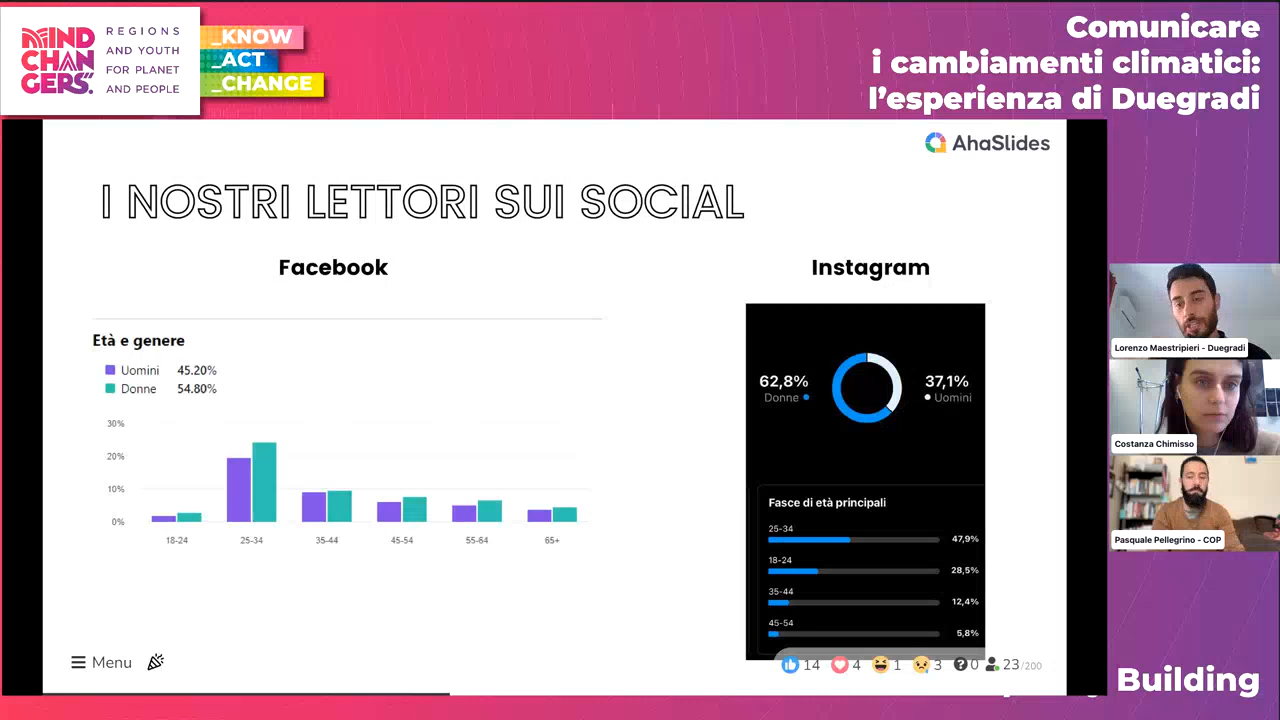 MIND
CHAN
GERS.
REGIONS
AND YOUTH
FOR PLANET
AND PEOPLE
_KNOW
_ACT
_CHANGE
Comunicare
i cambiamenti climatici:
l'esperienza di Duegradi
AhaSlides
I NOSTRI LETTORI SUI SOCIAL
Facebook
Instagram
Età e genere
Uomini 45.20%
Donne 54.80%
30%
20%
10%
0%
18-24 25-34 35-44 45-54 55-64 65+
62,8% 37,1%
Donne Uomini
Fasce di età principali
25-34
47,9%
18-24
28,5%
35-44
12,4%
45-54
5,8%
Menu
14 4 1 3 0 23/200
Lorenzo Maestripieri - Duegradi
Costanza Chimisso
Pasquale Pellegrino - COP
Building